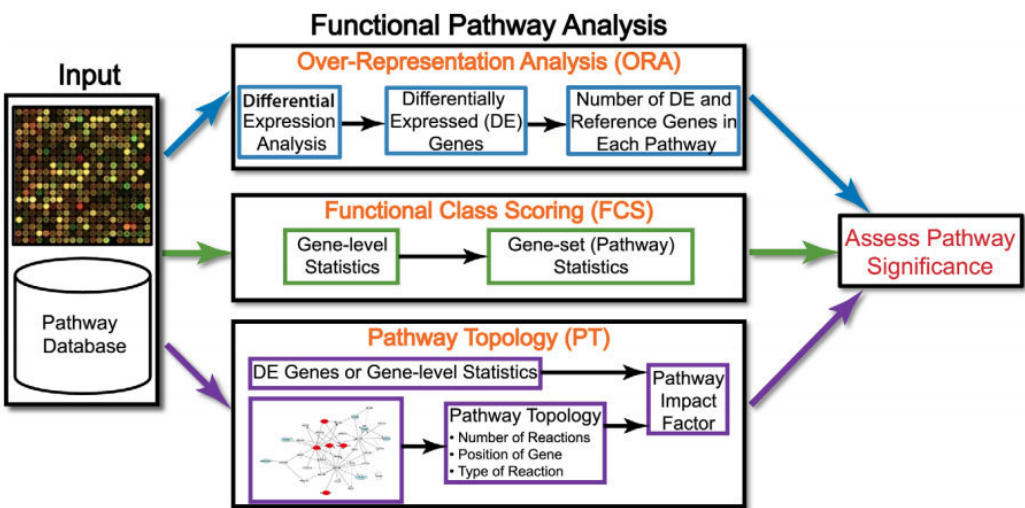 Functional Pathway Analysis
Input
Pathway
Database
Over-Representation Analysis (ORA)
Differential
Expression
Analysis
Differentially
Expressed (DE)
Genes
Number of DE and
Reference Genes in
Each Pathway
Functional Class Scoring (FCS)
Gene-level
Statistics
Gene-set (Pathway)
Statistics
Pathway Topology (PT)
DE Genes or Gene-level Statistics
Pathway Topology
• Number of Reactions
• Position of Gene
• Type of Reaction
Pathway
Impact
Factor
Assess Pathway
Significance